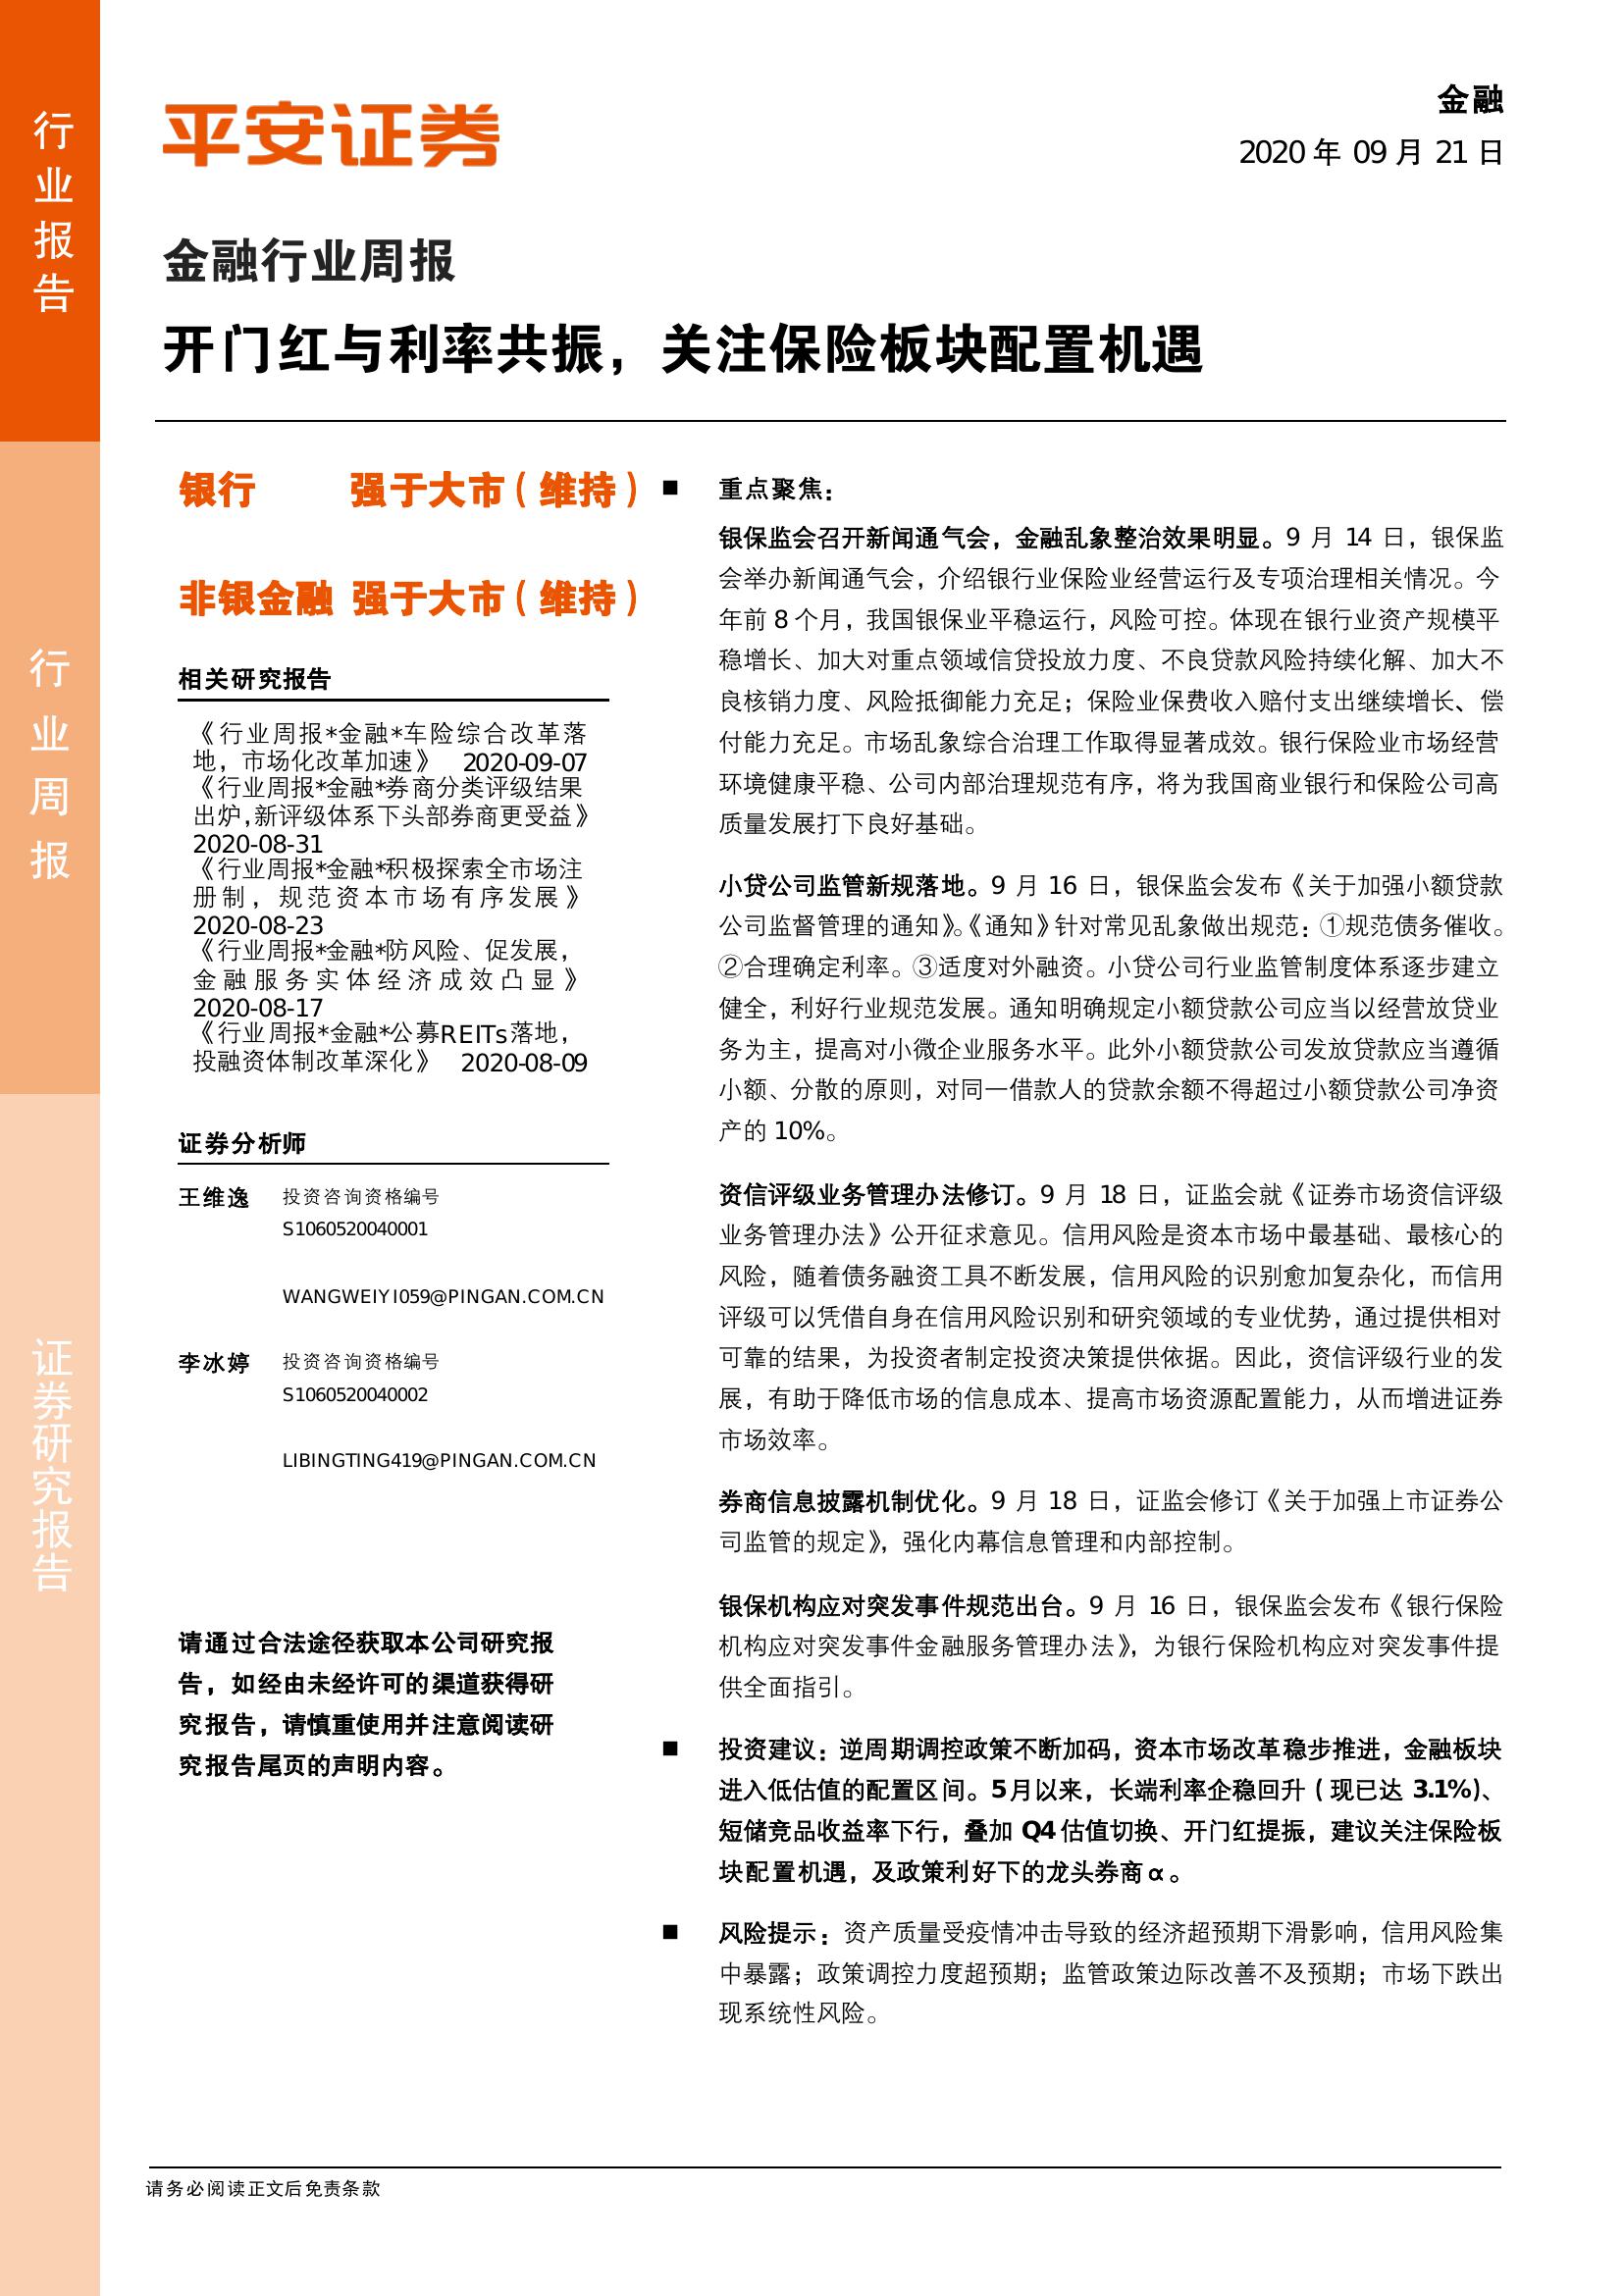 行业报告
行业周报
证券研究报告
平安证券
金融
2020 年 09 月 21 日
金融行业周报
开门红与利率共振，关注保险板块配置机遇
银行 强于大市（维持）
非银金融 强于大市（维持）
相关研究报告
《行业周报*金融*车险综合改革落
地，市场化改革加速》 2020-09-07
《行业周报*金融*券商分类评级结果
出炉,新评级体系下头部券商更受益》
2020-08-31
《行业周报*金融*积极探索全市场注
册制，规范资本市场有序发展》
2020-08-23
《行业周报*金融*防风险、促发展，
金融服务实体经济成效凸显》
2020-08-17
《行业周报*金融*公募REITs落地，
投融资体制改革深化》 2020-08-09
证券分析师
王维逸 投资咨询资格编号
S1060520040001
WANGWEIYI059@PINGAN.COM.CN
李冰婷 投资咨询资格编号
S1060520040002
LIBINGTING419@PINGAN.COM.CN
请通过合法途径获取本公司研究报
告，如经由未经许可的渠道获得研
究报告，请慎重使用并注意阅读研
究报告尾页的声明内容。
■ 重点聚焦：
银保监会召开新闻通气会，金融乱象整治效果明显。9 月 14 日，银保监
会举办新闻通气会，介绍银行业保险业经营运行及专项治理相关情况。今
年前 8 个月，我国银保业平稳运行，风险可控。体现在银行业资产规模平
稳增长、加大对重点领域信贷投放力度、不良贷款风险持续化解、加大不
良核销力度、风险抵御能力充足；保险业保费收入赔付支出继续增长、偿
付能力充足。市场乱象综合治理工作取得显著成效。银行保险业市场经营
环境健康平稳、公司内部治理规范有序，将为我国商业银行和保险公司高
质量发展打下良好基础。
小贷公司监管新规落地。9 月 16 日，银保监会发布《关于加强小额贷款
公司监督管理的通知》。《通知》针对常见乱象做出规范：①规范债务催收。
②合理确定利率。③适度对外融资。小贷公司行业监管制度体系逐步建立
健全，利好行业规范发展。通知明确规定小额贷款公司应当以经营放贷业
务为主，提高对小微企业服务水平。此外小额贷款公司发放贷款应当遵循
小额、分散的原则，对同一借款人的贷款余额不得超过小额贷款公司净资
产的 10%。
资信评级业务管理办法修订。9 月 18 日，证监会就《证券市场资信评级
业务管理办法》公开征求意见。信用风险是资本市场中最基础、最核心的
风险，随着债务融资工具不断发展，信用风险的识别愈加复杂化，而信用
评级可以凭借自身在信用风险识别和研究领域的专业优势，通过提供相对
可靠的结果，为投资者制定投资决策提供依据。因此，资信评级行业的发
展，有助于降低市场的信息成本、提高市场资源配置能力，从而增进证券
市场效率。
券商信息披露机制优化。9 月 18 日，证监会修订《关于加强上市证券公
司监管的规定》，强化内幕信息管理和内部控制。
银保机构应对突发事件规范出台。9 月 16 日，银保监会发布《银行保险
机构应对突发事件金融服务管理办法》，为银行保险机构应对突发事件提
供全面指引。
■ 投资建议：逆周期调控政策不断加码，资本市场改革稳步推进，金融板块
进入低估值的配置区间。5月以来，长端利率企稳回升（现已达 3.1%)、
短储竞品收益率下行，叠加 Q4 估值切换、开门红提振，建议关注保险板
块配置机遇，及政策利好下的龙头券商α。
■ 风险提示：资产质量受疫情冲击导致的经济超预期下滑影响，信用风险集
中暴露；政策调控力度超预期；监管政策边际改善不及预期；市场下跌出
现系统性风险。
请务必阅读正文后免责条款